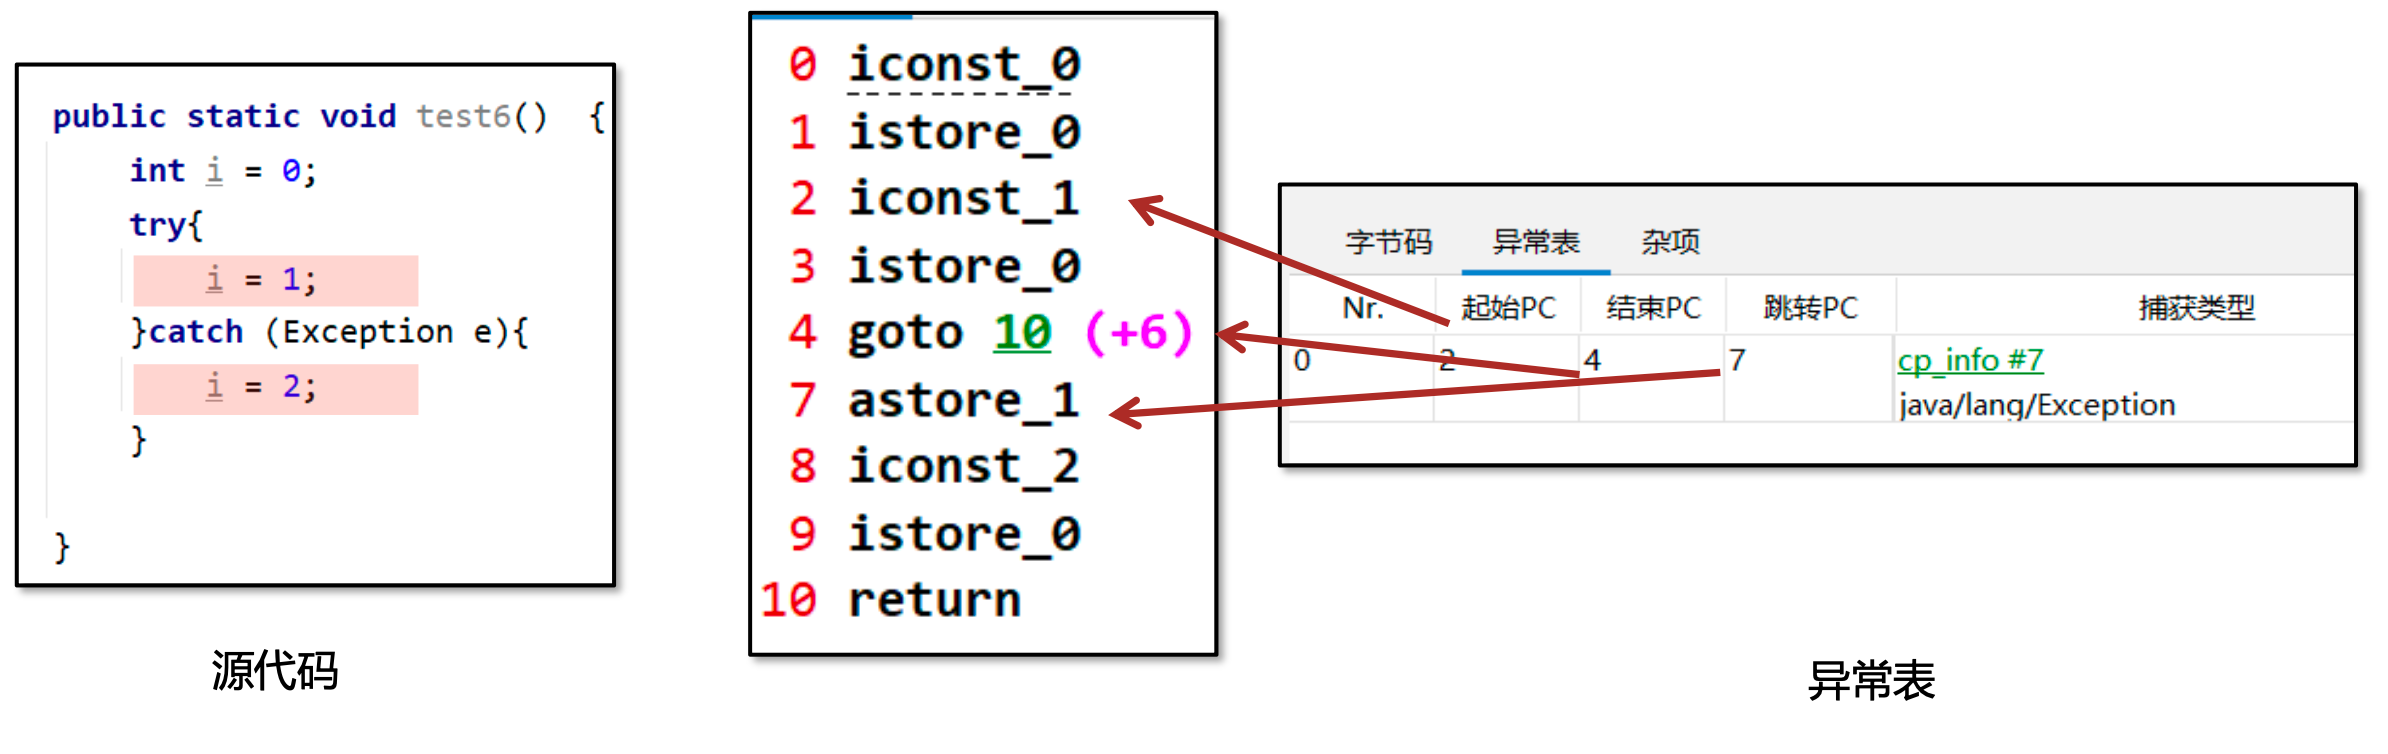 public static void test6() {
int i = 0;
try{
i = 1;
}catch (Exception e){
i = 2;
}
}
源代码
0 iconst_0
1 istore_0
2 iconst_1
3 istore_0
4 goto 10 (+6)
7 astore_1
8 iconst_2
9 istore_0
10 return
字节码 异常表 杂项
Nr. 起始PC 结束PC 跳转PC 捕获类型
0 2 4 7 cp_info #7
java/lang/Exception
异常表